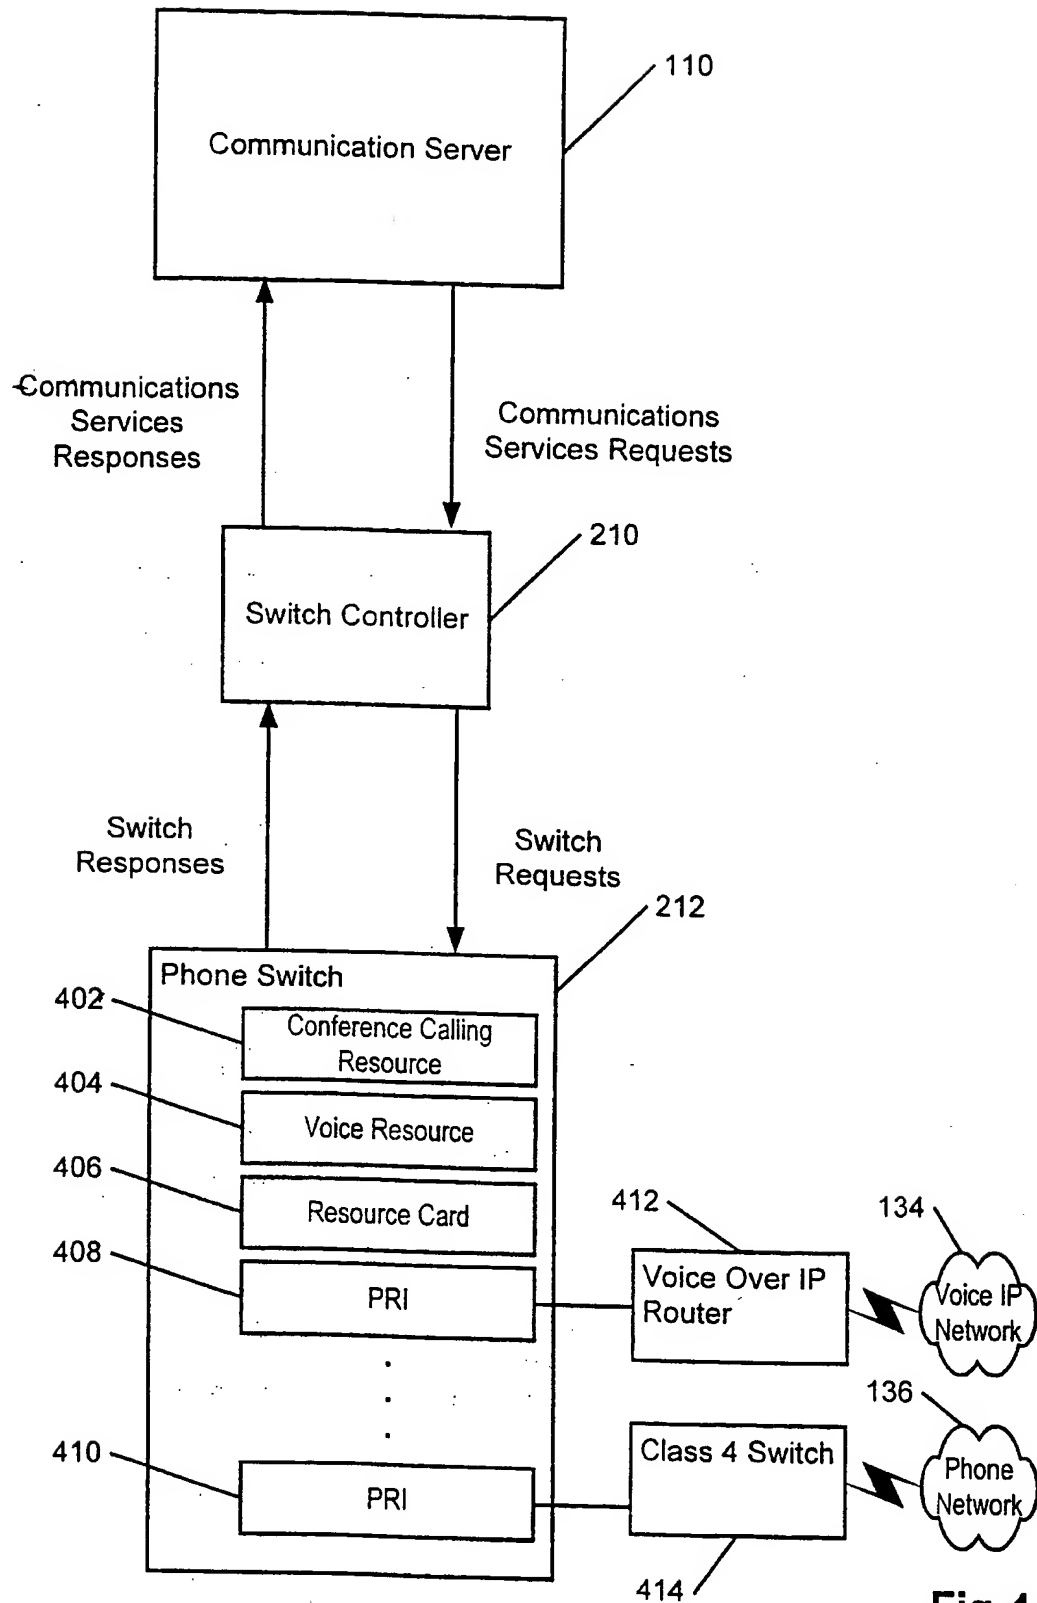 110
Communication Server
Communications
Services
Responses
Communications
Services Requests
210
Switch Controller
Switch
Responses
Switch
Requests
212
Phone Switch
402
Conference Calling
Resource
404
Voice Resource
406
Resource Card
408
PRI
412
Voice Over IP
Router
134
Voice IP
Network
410
PRI
Class 4 Switch
414
136
Phone
Network